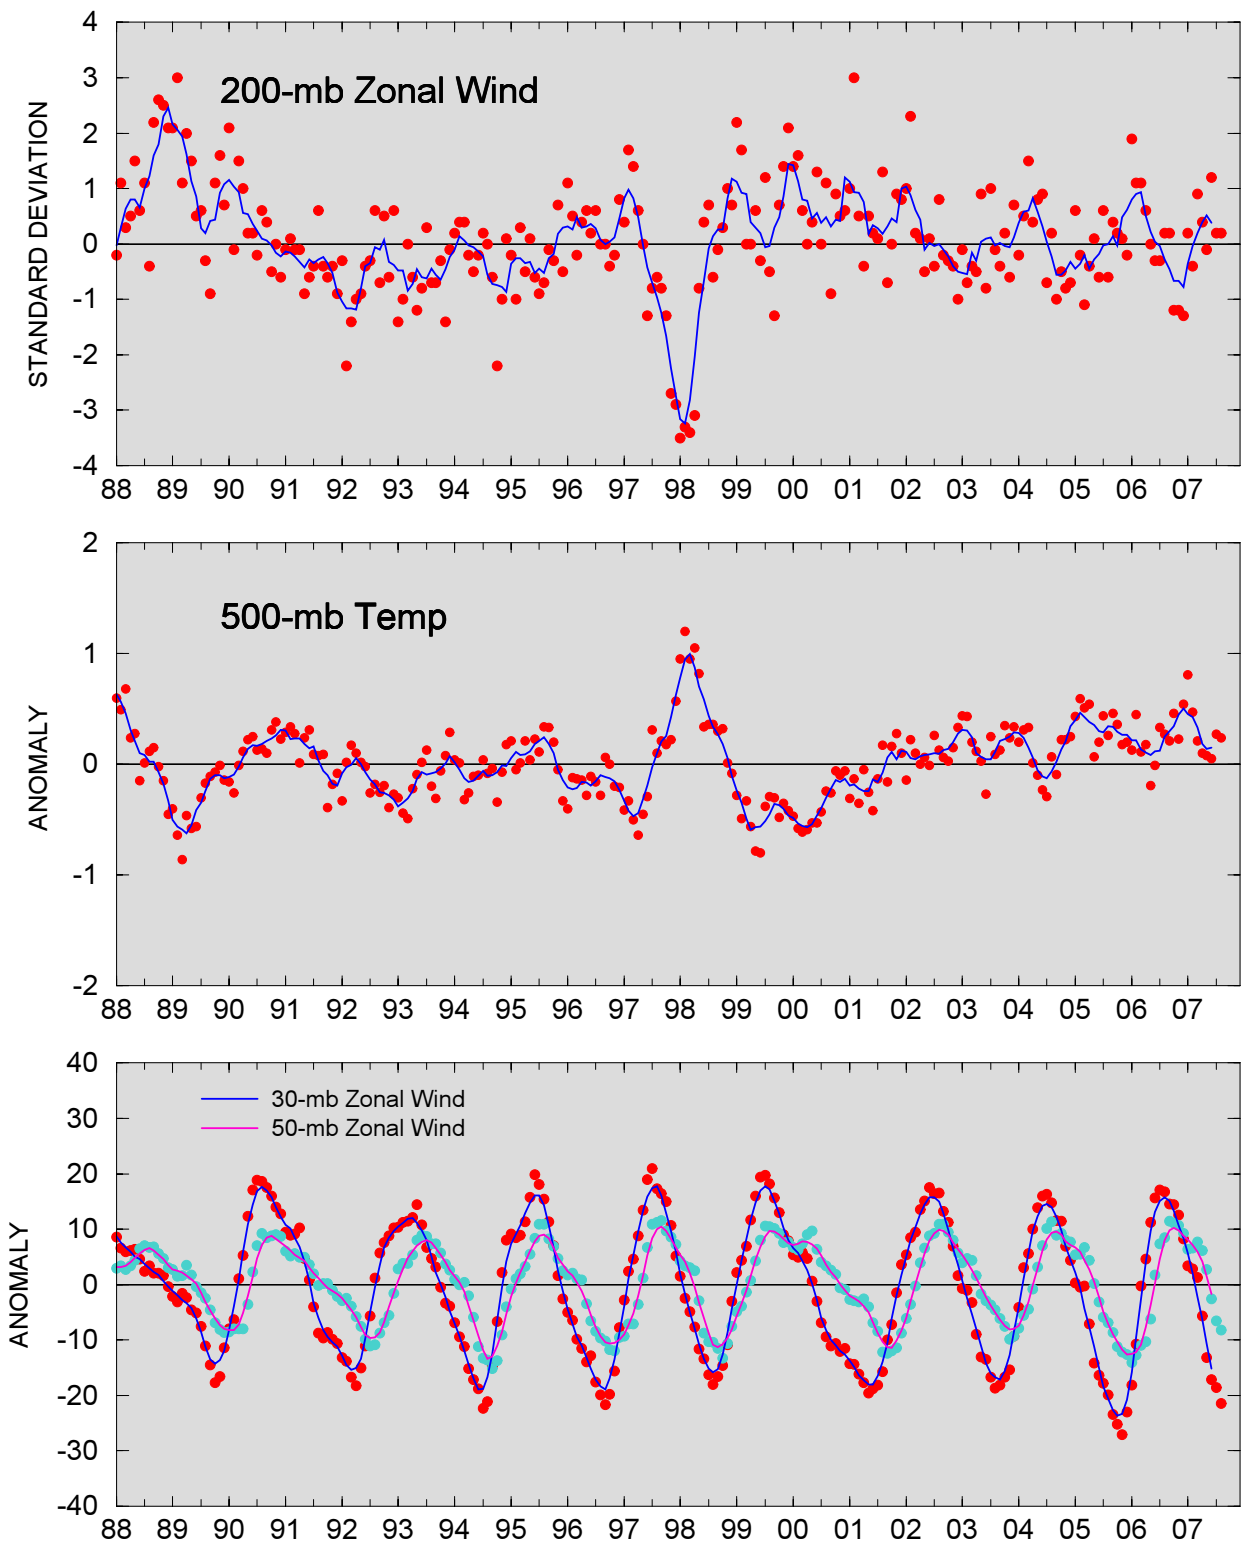 4
3
2
1
0
-1
-2
-3
-4
STANDARD DEVIATION
200-mb Zonal Wind
88 89 90 91 92 93 94 95 96 97 98 99 00 01 02 03 04 05 06 07
2
1
0
-1
-2
ANOMALY
500-mb Temp
88 89 90 91 92 93 94 95 96 97 98 99 00 01 02 03 04 05 06 07
40
30
20
10
0
-10
-20
-30
-40
ANOMALY
30-mb Zonal Wind
50-mb Zonal Wind
88 89 90 91 92 93 94 95 96 97 98 99 00 01 02 03 04 05 06 07